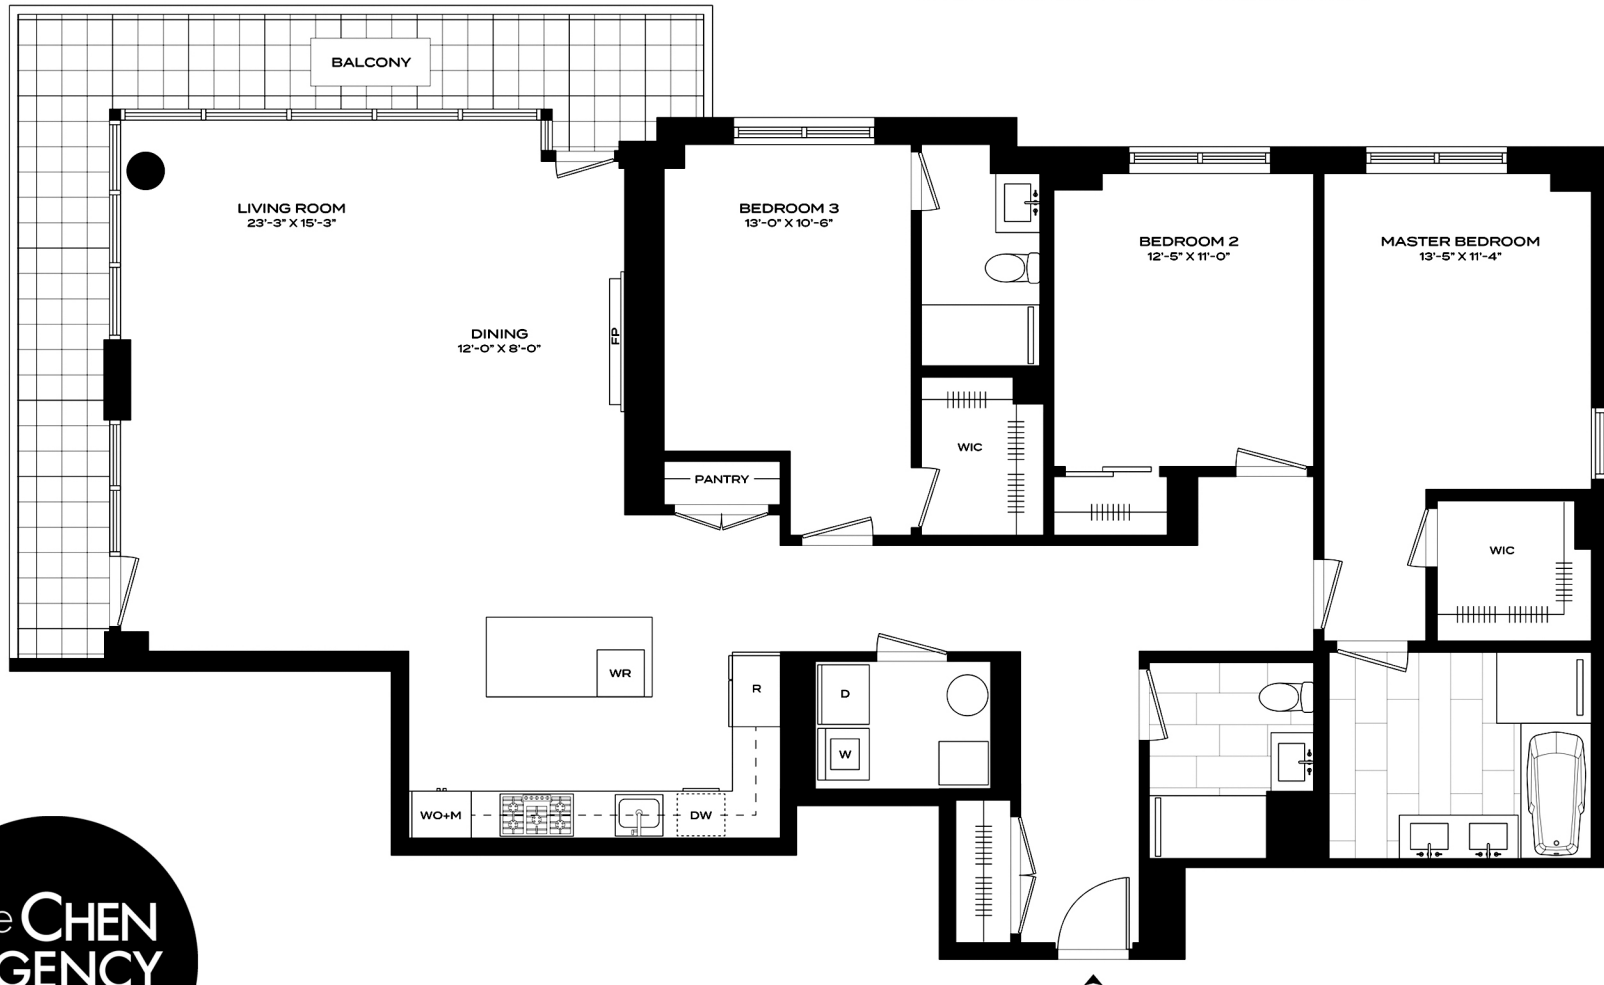 BALCONY
LIVING ROOM
23'-3" X 15'-3"
BEDROOM 3
13'-0" X 10'-6"
BEDROOM 2
12'-5" X 11'-0"
MASTER BEDROOM
13'-5" X 11'-4"
DINING
12'-0" X 8'-0"
FP
WIC
PANTRY
WIC
WR
R
D
W
WO+M
DW
e CHEN
GENCY